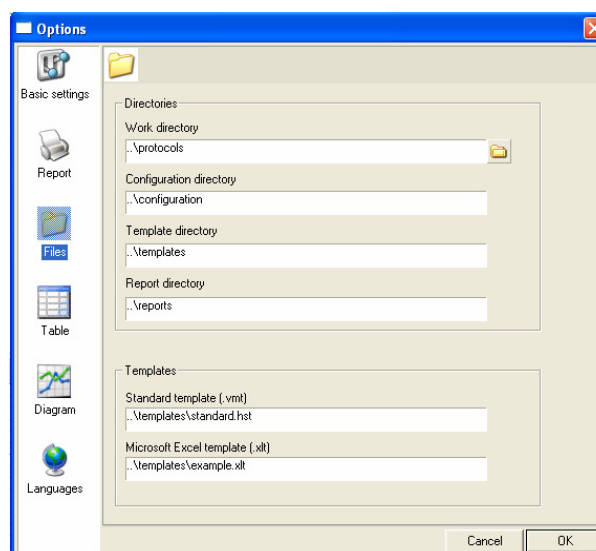 Options
Basic settings
Report
Files
Table
Diagram
Languages
Directories
Work directory
..\protocols
Configuration directory
..\configuration
Template directory
..\templates
Report directory
..\reports
Templates
Standard template (.vmt)
..\templates\standard.hst
Microsoft Excel template (.xlt)
..\templates\example.xlt
Cancel
OK